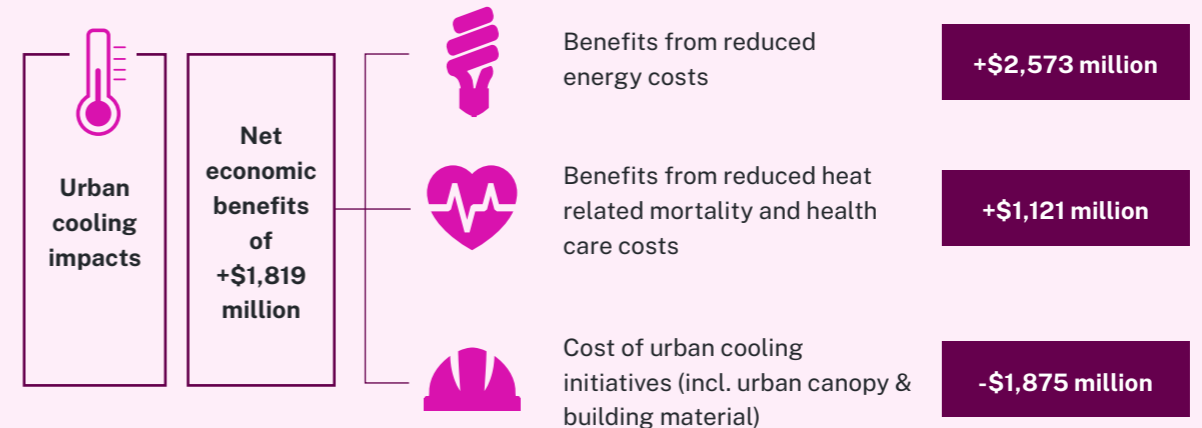 Urban
cooling
impacts
Net
economic
benefits
of
+$1,819
million
Benefits from reduced
energy costs
+$2,573 million
Benefits from reduced heat
related mortality and health
care costs
+$1,121 million
Cost of urban cooling
initiatives (incl. urban canopy &
building material)
-$1,875 million